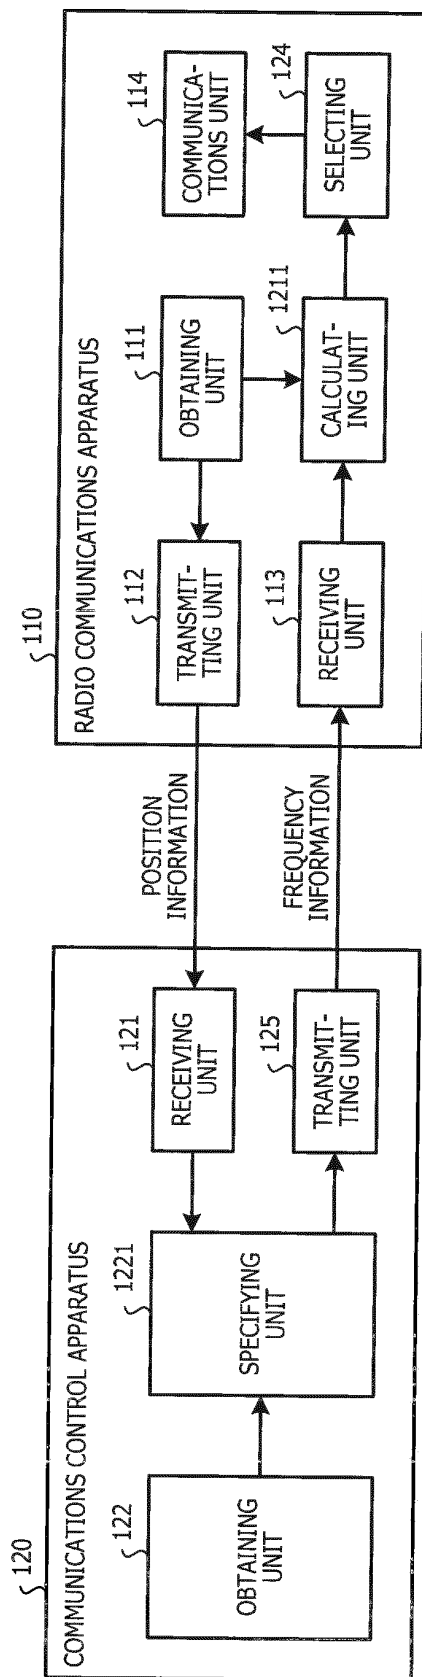 120
COMMUNICATIONS CONTROL APPARATUS
122
OBTAINING
UNIT
1221
SPECIFYING
UNIT
121
RECEIVING
UNIT
125
TRANSMIT-
TING UNIT
POSITION
INFORMATION
FREQUENCY
INFORMATION
110
RADIO COMMUNICATIONS APPARATUS
112
TRANSMIT-
TING UNIT
111
OBTAINING
UNIT
114
COMMUNICA-
TIONS UNIT
113
RECEIVING
UNIT
1211
CALCULAT-
ING UNIT
124
SELECTING
UNIT